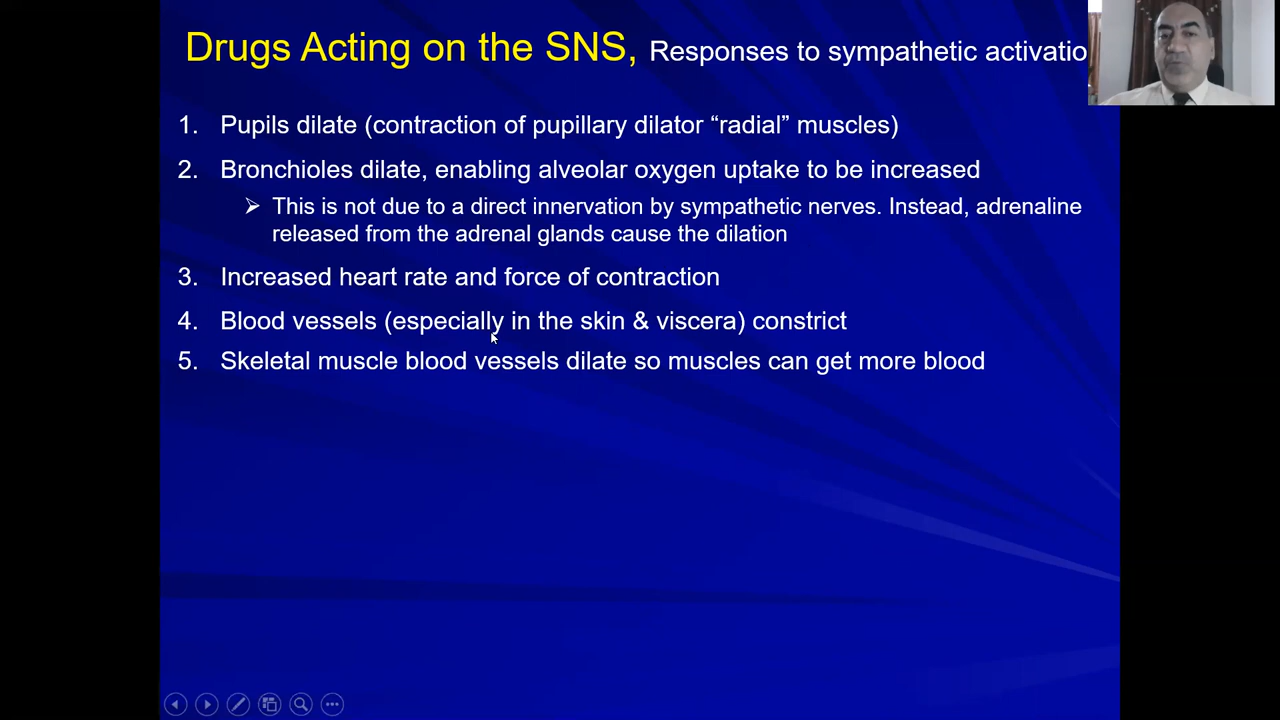 Drugs Acting on the SNS, Responses to sympathetic activatio
1. Pupils dilate (contraction of pupillary dilator “radial” muscles)
2. Bronchioles dilate, enabling alveolar oxygen uptake to be increased
➢ This is not due to a direct innervation by sympathetic nerves. Instead, adrenaline
released from the adrenal glands cause the dilation
3. Increased heart rate and force of contraction
4. Blood vessels (especially in the skin & viscera) constrict
5. Skeletal muscle blood vessels dilate so muscles can get more blood